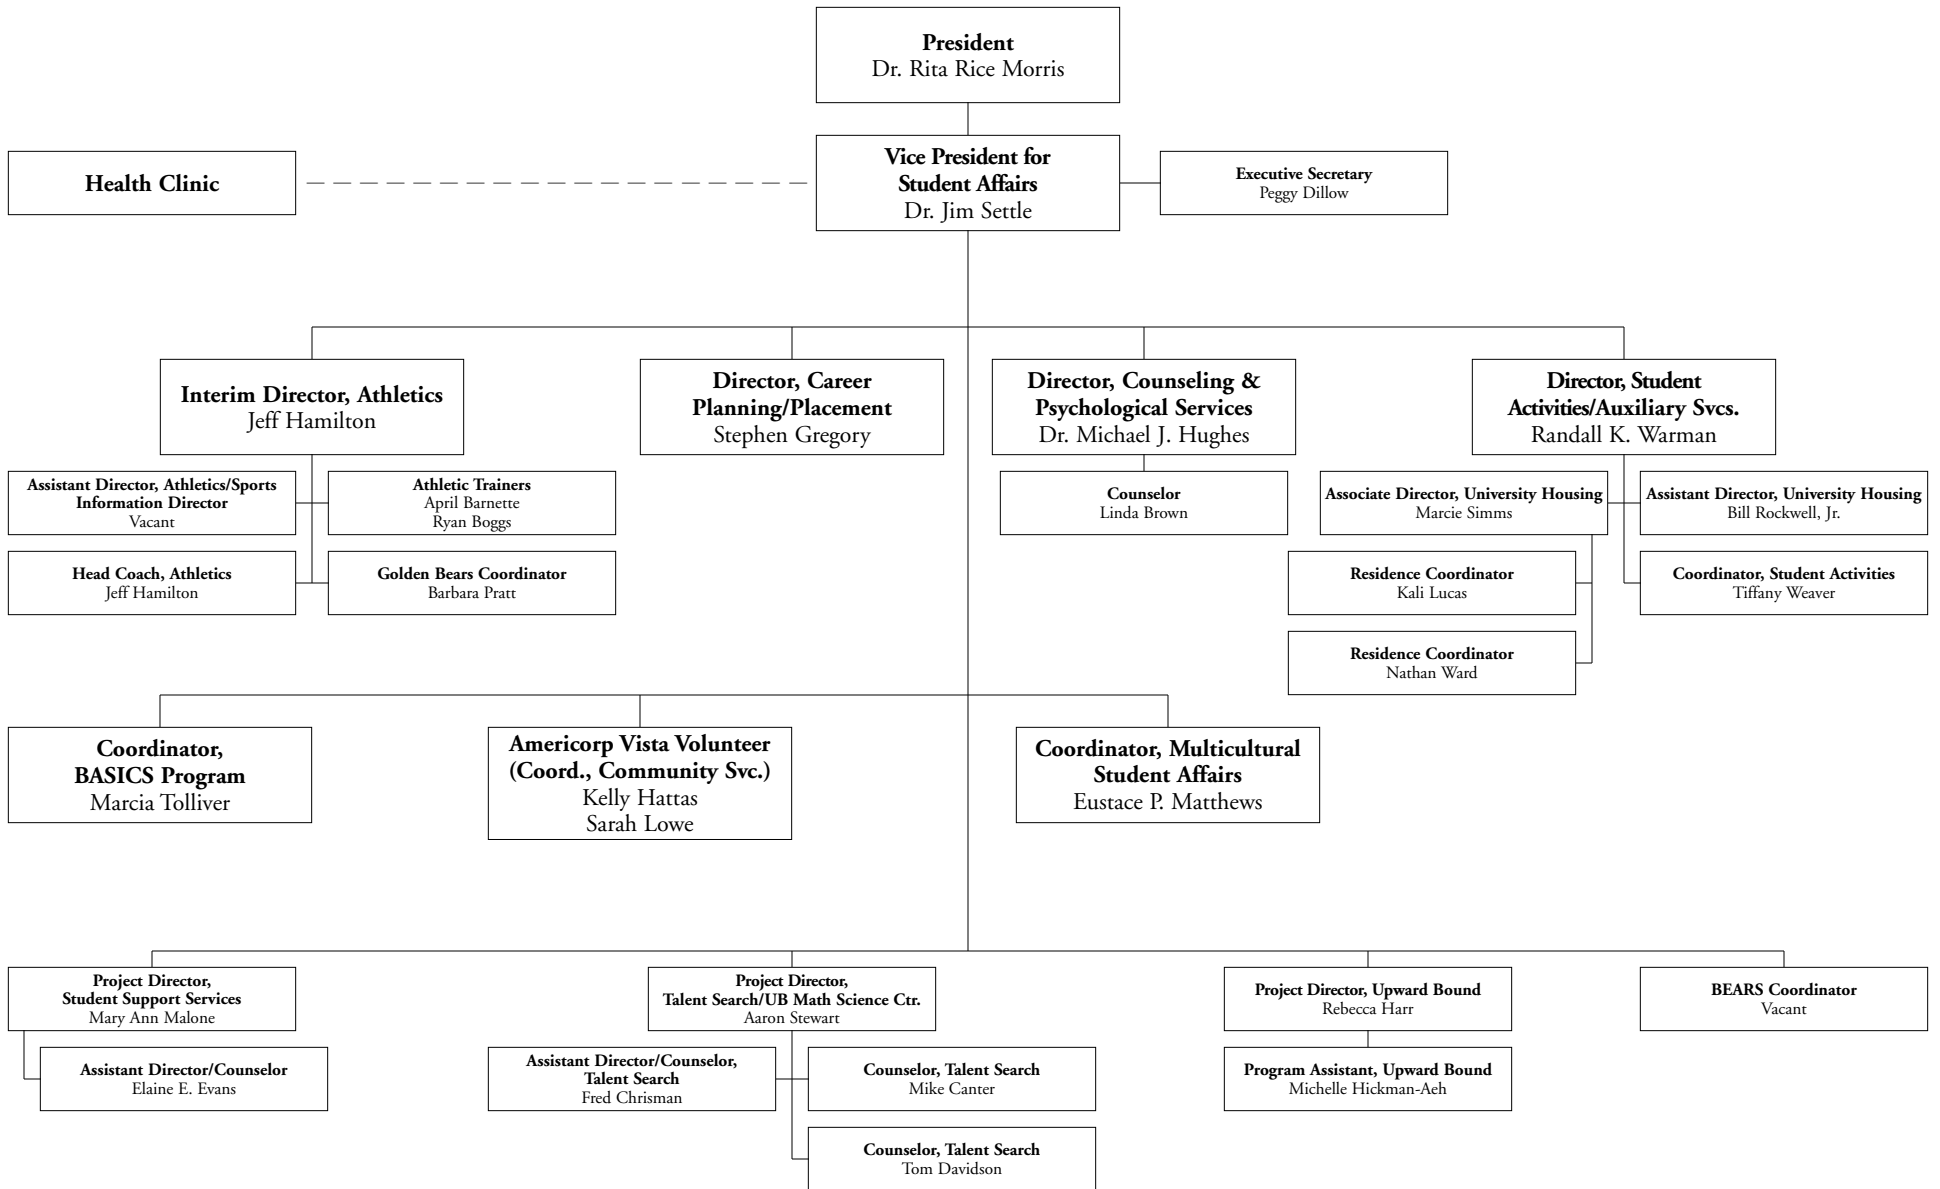 President
Dr. Rita Rice Morris
Health Clinic
Vice President for
Student Affairs
Dr. Jim Settle
Executive Secretary
Peggy Dillow
Interim Director, Athletics
Jeff Hamilton
Director, Career
Planning/Placement
Stephen Gregory
Director, Counseling &
Psychological Services
Dr. Michael J. Hughes
Director, Student
Activities/Auxiliary Svcs.
Randall K. Warman
Assistant Director, Athletics/Sports
Information Director
Vacant
Athletic Trainers
April Barnette
Ryan Boggs
Counselor
Linda Brown
Associate Director, University Housing
Marcie Simms
Assistant Director, University Housing
Bill Rockwell, Jr.
Head Coach, Athletics
Jeff Hamilton
Golden Bears Coordinator
Barbara Pratt
Residence Coordinator
Kali Lucas
Coordinator, Student Activities
Tiffany Weaver
Residence Coordinator
Nathan Ward
Coordinator,
BASICS Program
Marcia Tolliver
Americorp Vista Volunteer
(Coord., Community Svc.)
Kelly Hattas
Sarah Lowe
Coordinator, Multicultural
Student Affairs
Eustace P. Matthews
Project Director,
Student Support Services
Mary Ann Malone
Project Director,
Talent Search/UB Math Science Ctr.
Aaron Stewart
Project Director, Upward Bound
Rebecca Harr
BEARS Coordinator
Vacant
Assistant Director/Counselor
Elaine E. Evans
Assistant Director/Counselor,
Talent Search
Fred Chrisman
Counselor, Talent Search
Mike Canter
Program Assistant, Upward Bound
Michelle Hickman-Aeh
Counselor, Talent Search
Tom Davidson